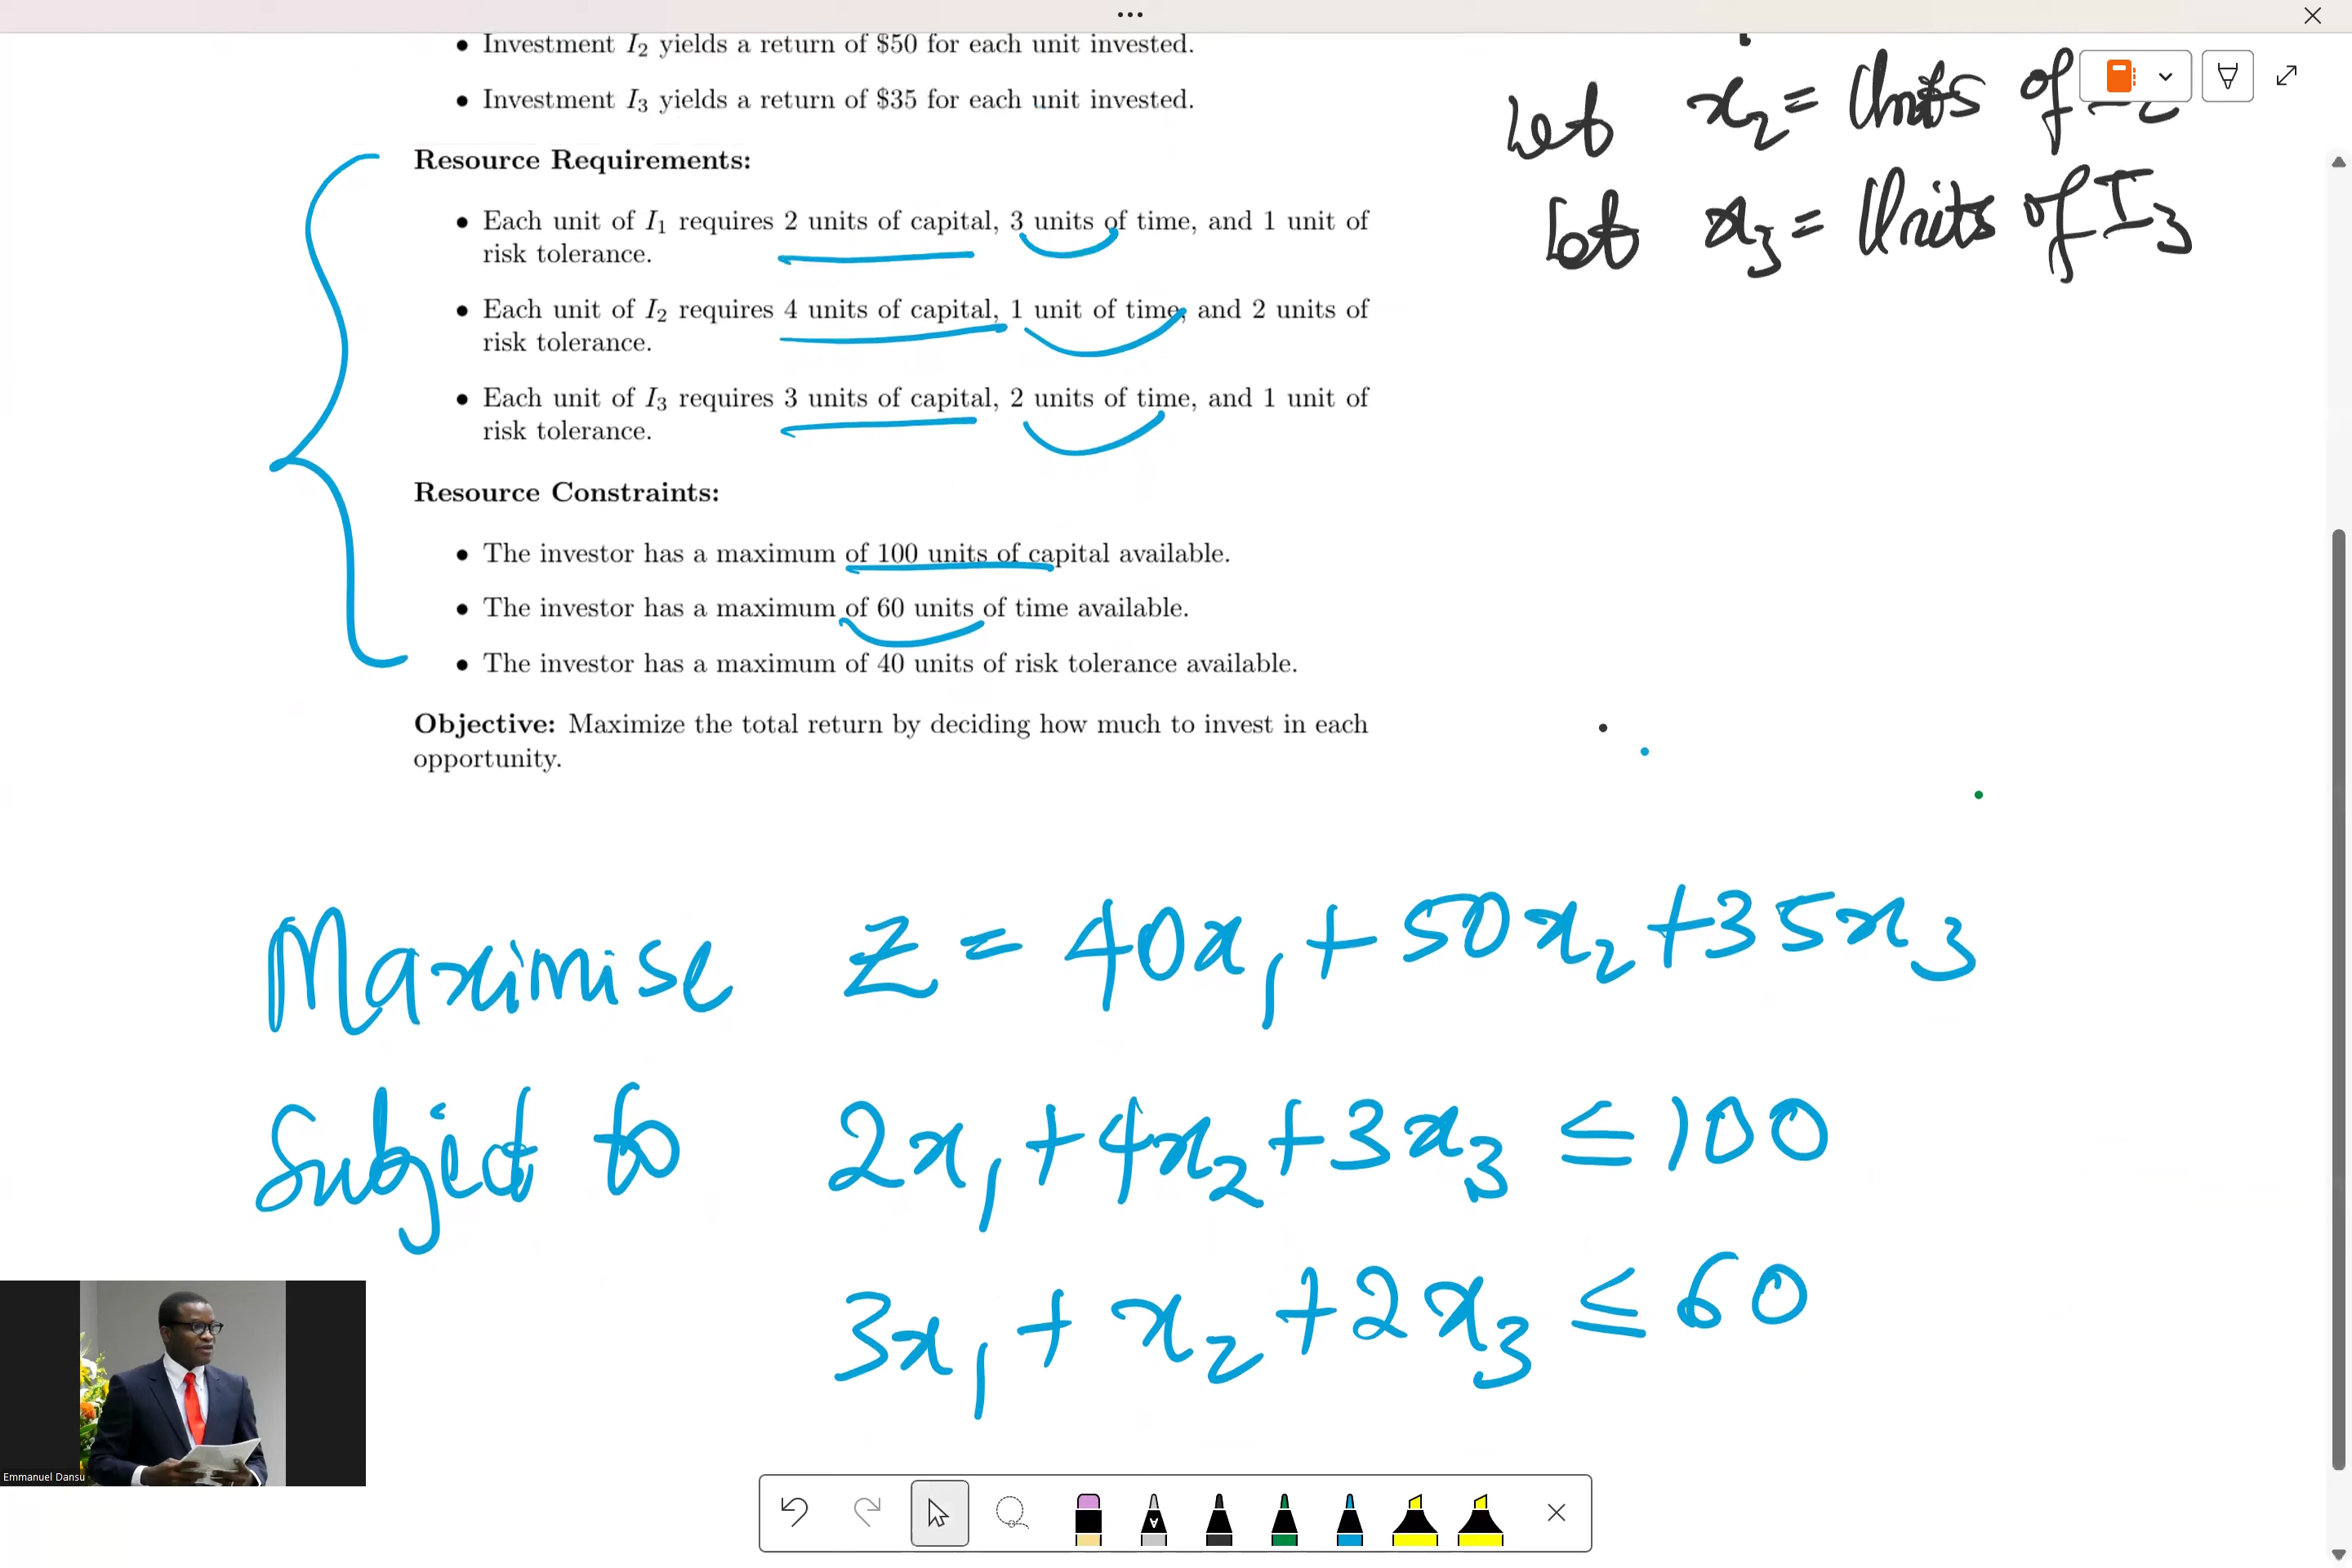 • Investment I₂ yields a return of $50 for each unit invested.
• Investment I₃ yields a return of $35 for each unit invested.
Let x₂ = Units of
Let x₃ = Units of I₃
Resource Requirements:
• Each unit of I₁ requires 2 units of capital, 3 units of time, and 1 unit of
risk tolerance.
• Each unit of I₂ requires 4 units of capital, 1 unit of time, and 2 units of
risk tolerance.
• Each unit of I₃ requires 3 units of capital, 2 units of time, and 1 unit of
risk tolerance.
Resource Constraints:
• The investor has a maximum of 100 units of capital available.
• The investor has a maximum of 60 units of time available.
• The investor has a maximum of 40 units of risk tolerance available.
Objective: Maximize the total return by deciding how much to invest in each
opportunity.
Maximise Z = 40x₁ + 50x₂ + 35x₃
Subject to 2x₁ + 4x₂ + 3x₃ ≤ 100
3x₁ + x₂ + 2x₃ ≤ 60
Emmanuel Dansu